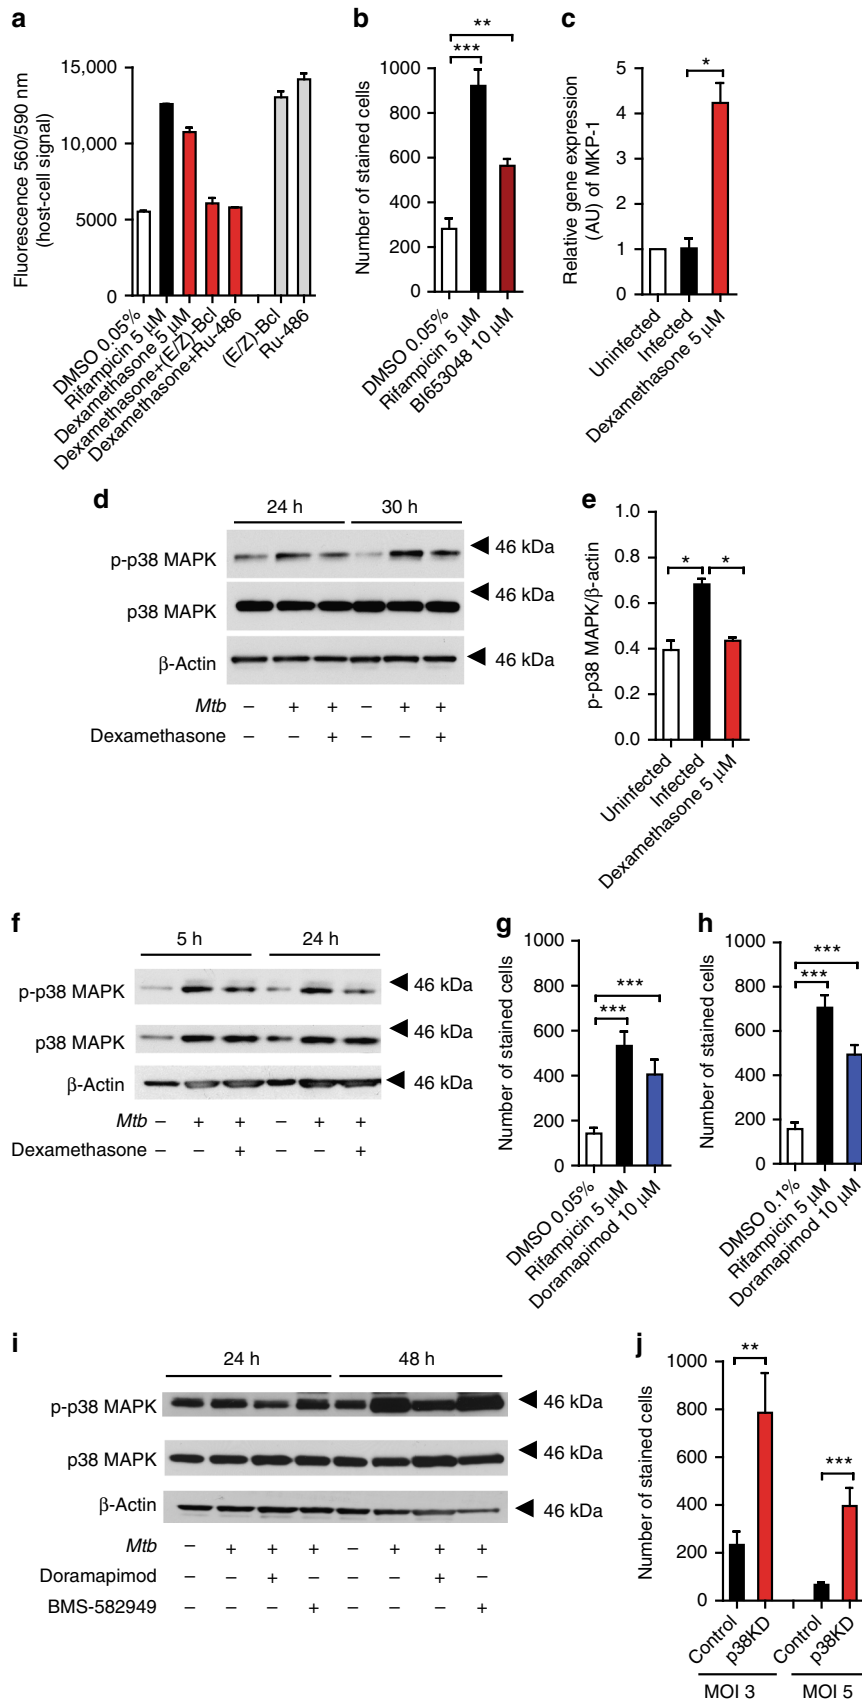 a
Fluorescence 560/590 nm
(host-cell signal)
15,000
10,000
5000
0
DMSO 0.05%
Rifampicin 5 µM
Dexamethasone 5 µM
Dexamethasone+(E/Z)-Bcl
Dexamethasone+Ru-486
(E/Z)-Bcl
Ru-486
b
Number of stained cells
1000
800
600
400
200
0
**
***
DMSO 0.05%
Rifampicin 5 µM
BI653048 10 µM
c
Relative gene expression
(AU) of MKP-1
5
4
3
2
1
0
*
Uninfected
Infected
Dexamethasone 5 µM
d
24 h 30 h
p-p38 MAPK 46 kDa
p38 MAPK 46 kDa
β-Actin 46 kDa
Mtb – + + – + +
Dexamethasone – – + – – +
e
p-p38 MAPK/β-actin
1.0
0.8
0.6
0.4
0.2
0.0
* *
Uninfected
Infected
Dexamethasone 5 µM
f
5 h 24 h
p-p38 MAPK 46 kDa
p38 MAPK 46 kDa
β-Actin 46 kDa
Mtb – + + – + +
Dexamethasone – – + – – +
g
Number of stained cells
1000
800
600
400
200
0
***
***
DMSO 0.05%
Rifampicin 5 µM
Doramapimod 10 µM
h
Number of stained cells
1000
800
600
400
200
0
***
***
DMSO 0.1%
Rifampicin 5 µM
Doramapimod 10 µM
i
24 h 48 h
p-p38 MAPK 46 kDa
p38 MAPK 46 kDa
β-Actin 46 kDa
Mtb – + + + – + + +
Doramapimod – – + – – – + –
BMS-582949 – – – + – – – +
j
Number of stained cells
1000
800
600
400
200
0
**
***
Control
p38KD
Control
p38KD
MOI 3 MOI 5